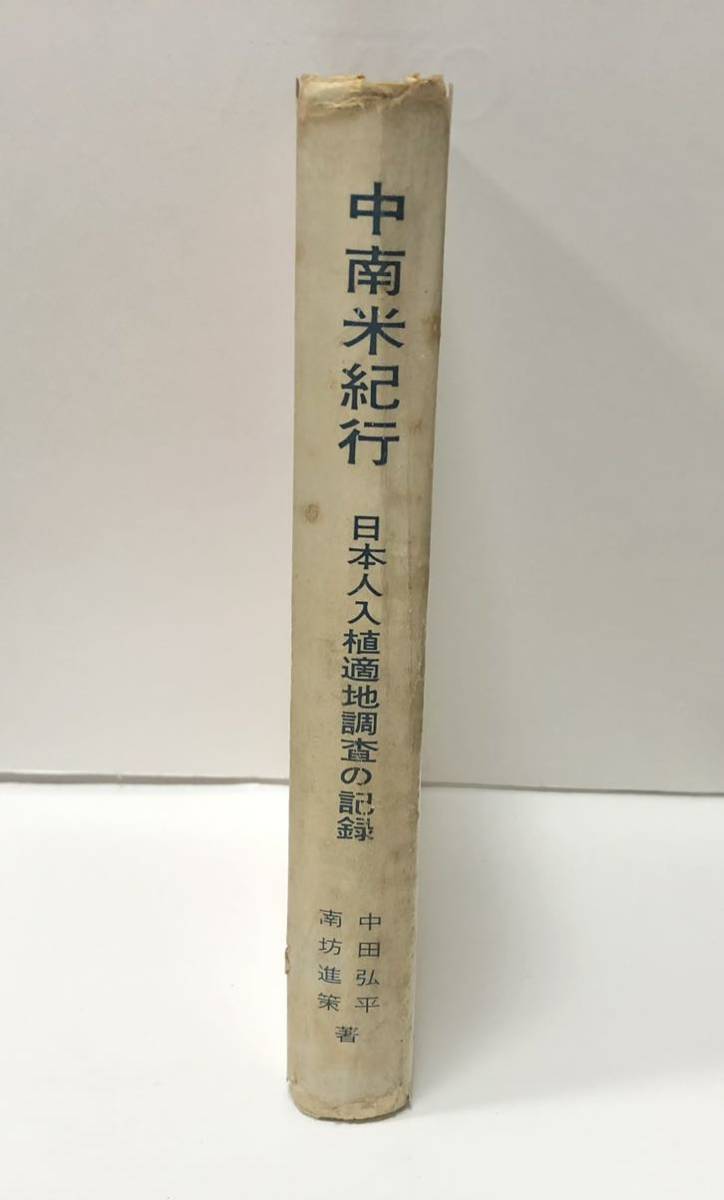 中南米紀行
日本人入植適地調査の記録
中田弘平
南坊進策
著